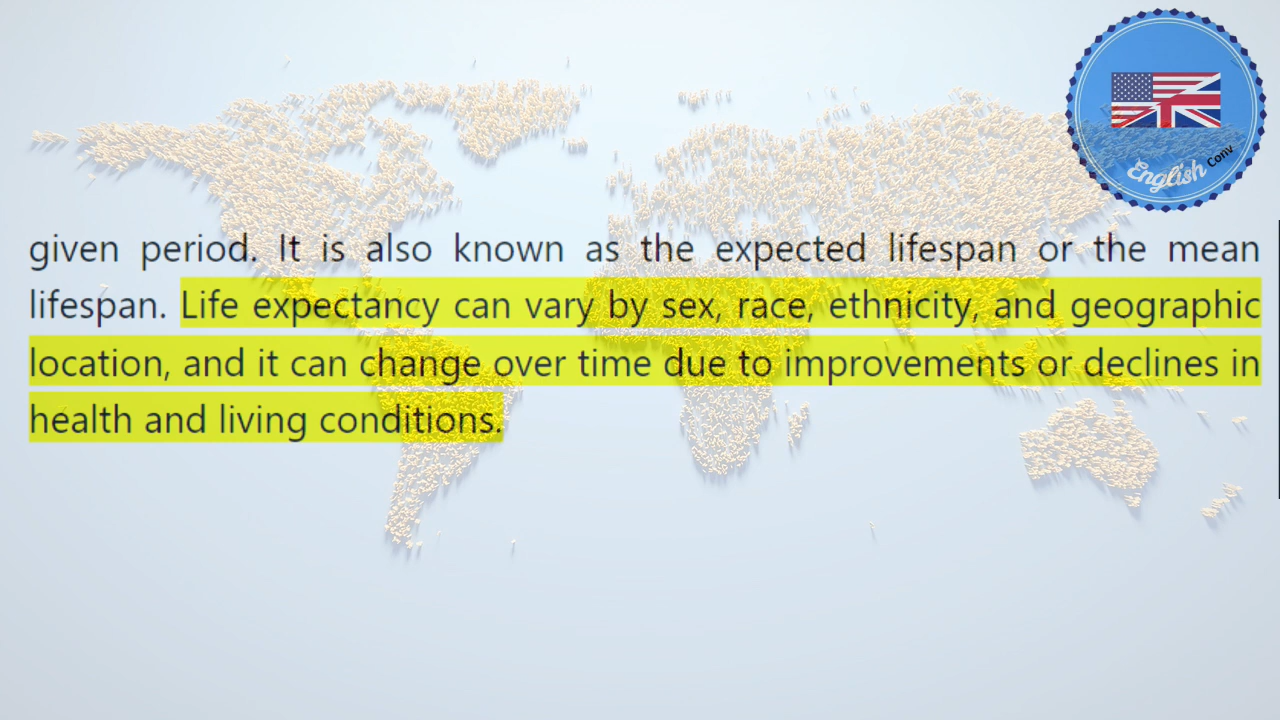 English Conv
given period. It is also known as the expected lifespan or the mean
lifespan. Life expectancy can vary by sex, race, ethnicity, and geographic
location, and it can change over time due to improvements or declines in
health and living conditions.